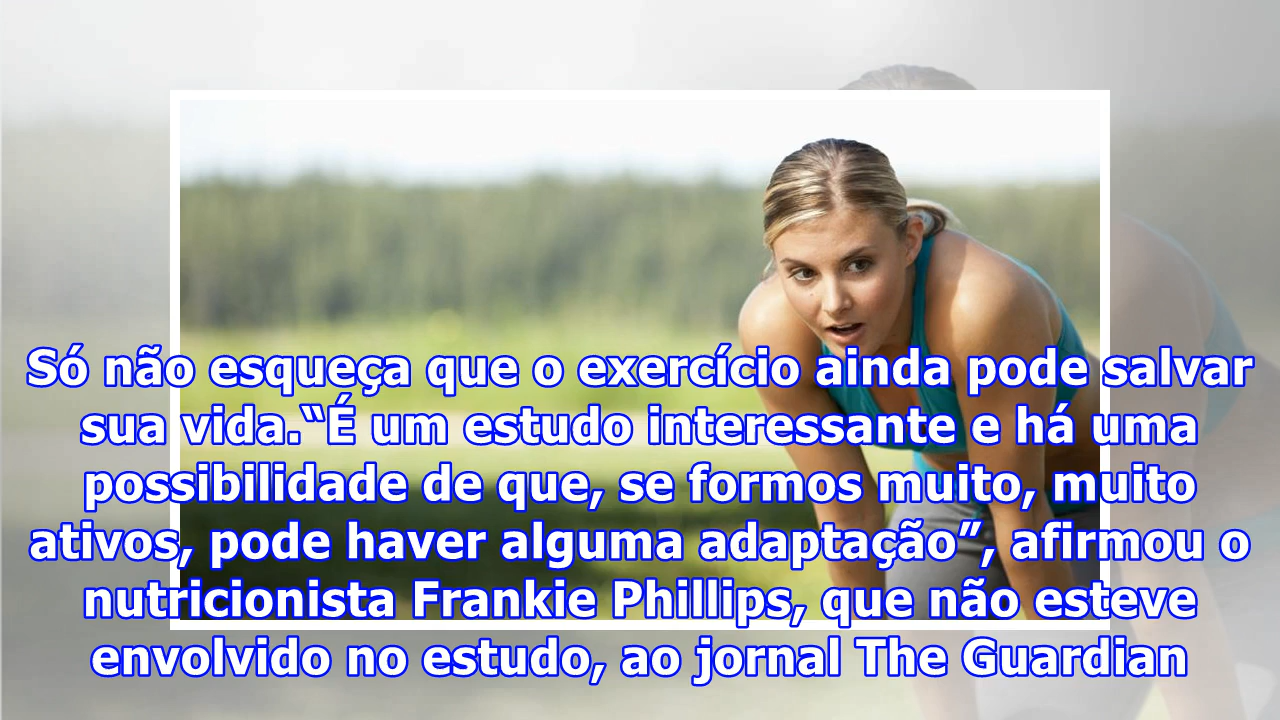 Só não esqueça que o exercício ainda pode salvar
sua vida.“É um estudo interessante e há uma
possibilidade de que, se formos muito, muito
ativos, pode haver alguma adaptação”, afirmou o
nutricionista Frankie Phillips, que não esteve
envolvido no estudo, ao jornal The Guardian